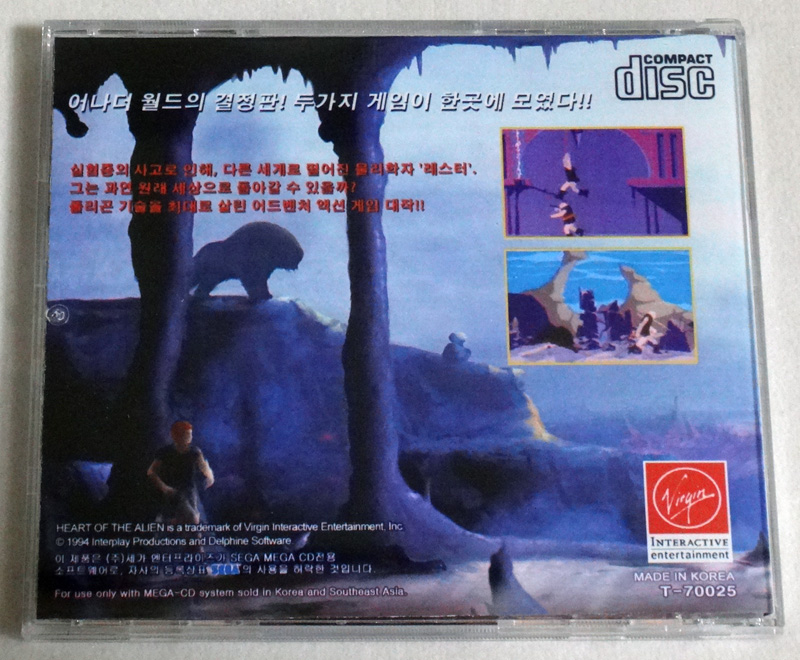 COMPACT
disc
어나더 월드의 결정판! 두가지 게임이 한곳에 모였다!!
실험중의 사고로 인해, 다른 세계로 떨어진 물리학자 '레스터'.
그는 과연 원래 세상으로 돌아갈 수 있을까?
폴리곤 기술을 최대로 살린 어드벤처 액션 게임 대작!!
Virgin
INTERACTIVE
entertainment
HEART OF THE ALIEN is a trademark of Virgin Interactive Entertainment, Inc
© 1994 Interplay Productions and Delphine Software
이 제품은 (주)세가 엔터프라이즈가 SEGA MEGA CD전용
소프트웨어로, 자사의 등록상표 SEGA의 사용을 허락한 것입니다.
For use only with MEGA-CD system sold in Korea and Southeast Asia.
MADE IN KOREA
T-70025